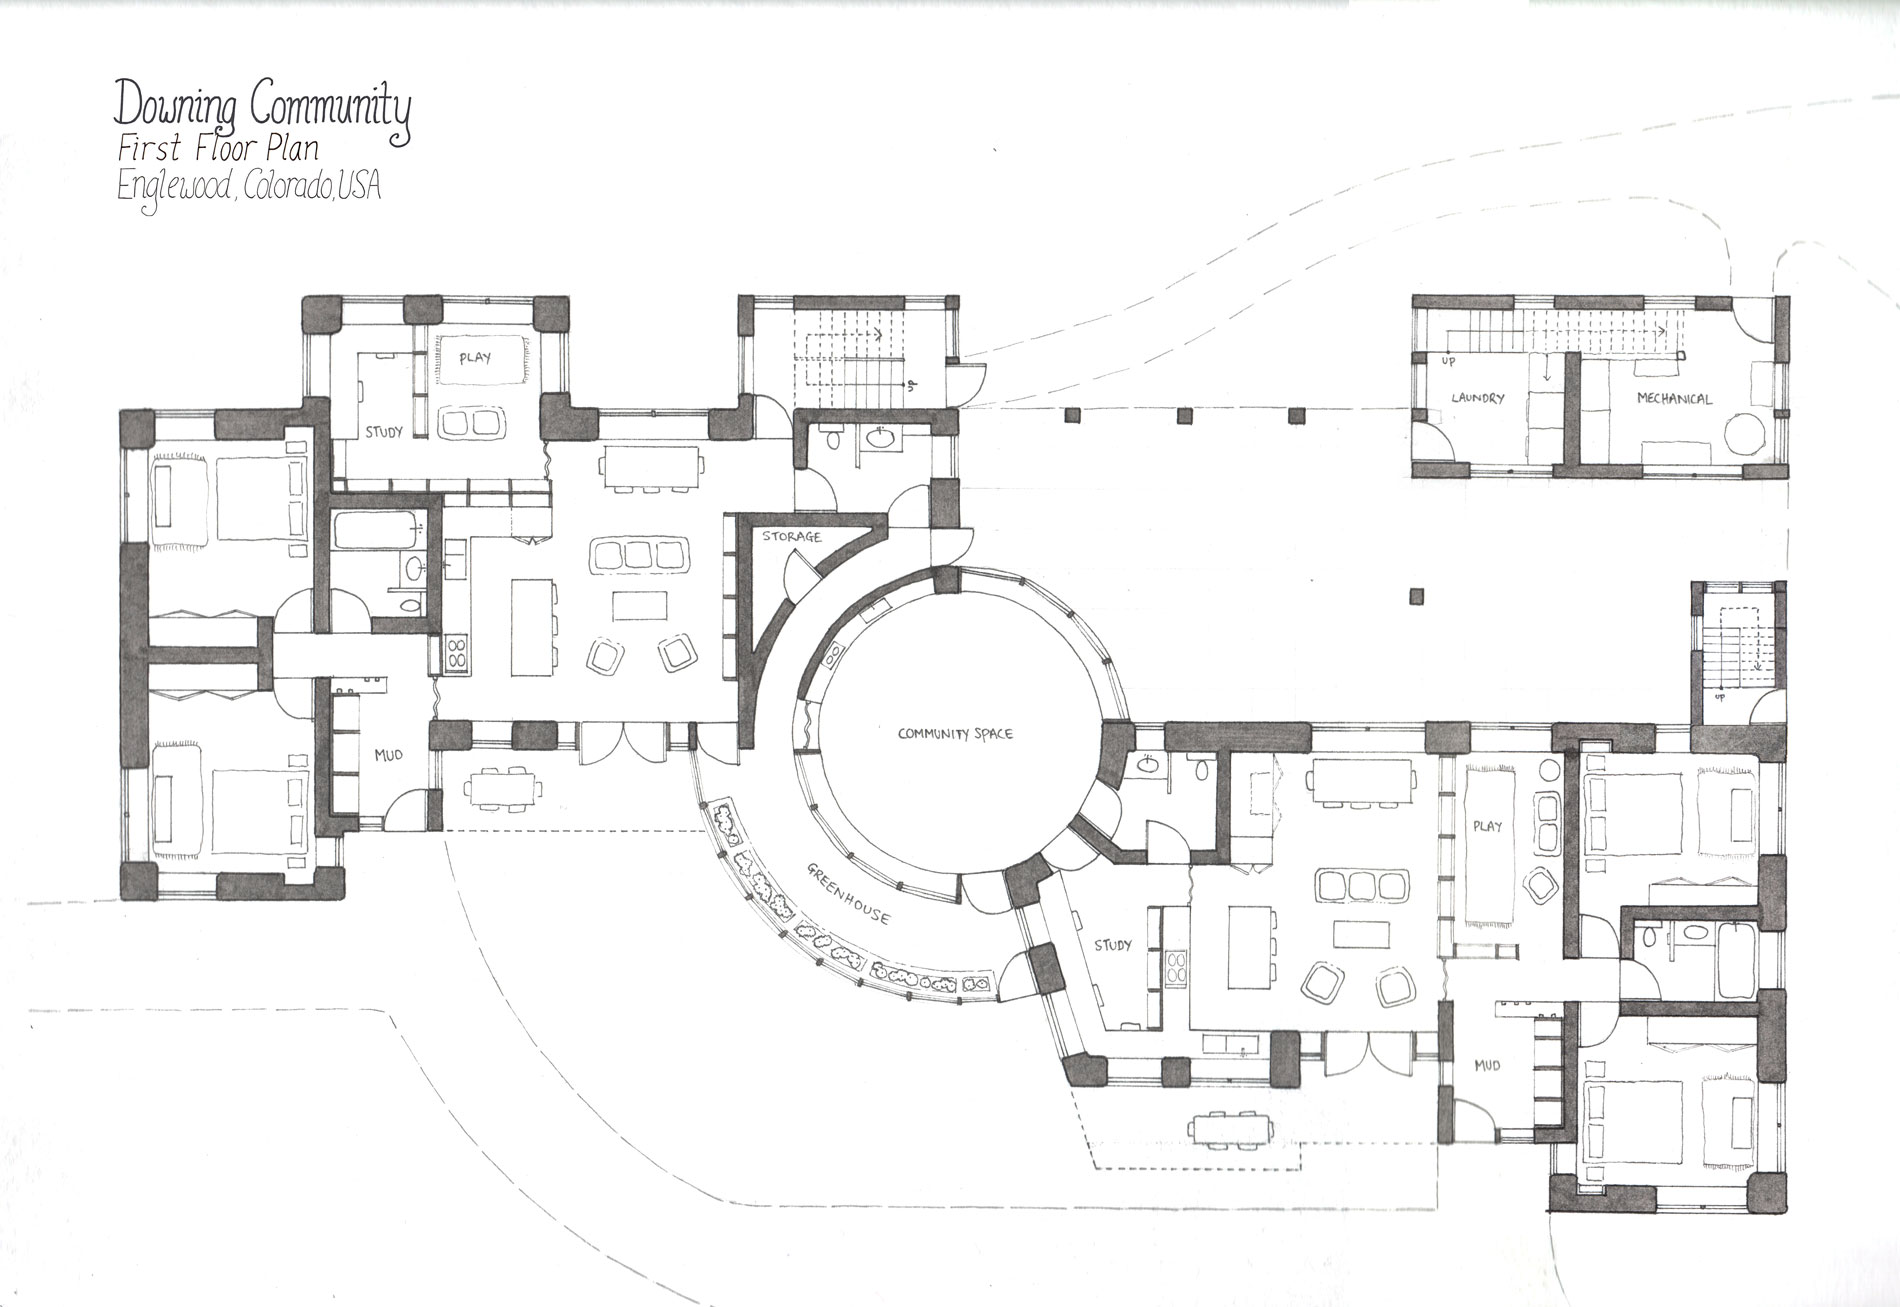 Downing Community
First Floor Plan
Englewood, Colorado, USA
PLAY
STUDY
UP
UP
LAUNDRY
MECHANICAL
STORAGE
UP
MUD
COMMUNITY SPACE
PLAY
GREENHOUSE
STUDY
MUD